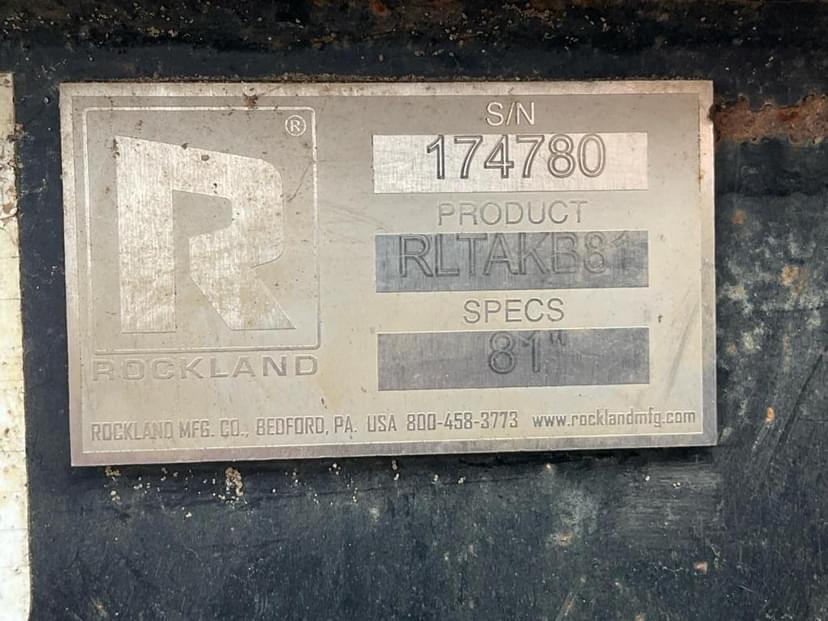 ®
R
ROCKLAND
S/N
174780
PRODUCT
RLTAKB81
SPECS
81"
ROCKLAND MFG. CO., BEDFORD, PA. USA 800-458-3773 www.rocklandmfg.com